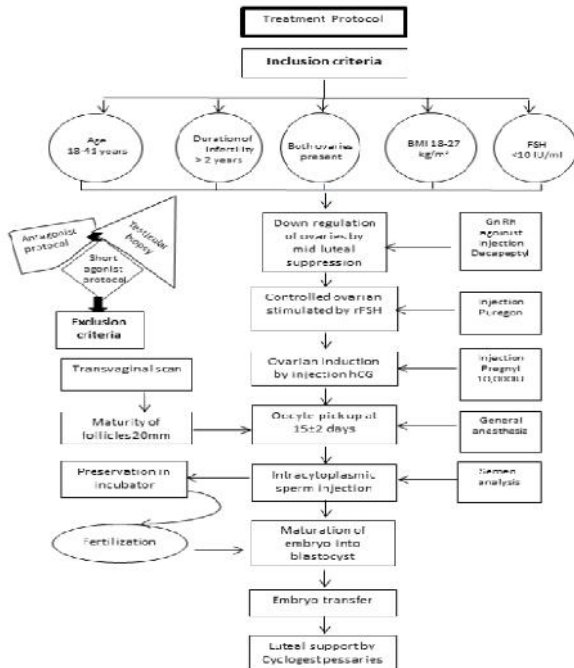 Treatment Protocol
Inclusion criteria
Age
18-41 years
Duration of
infertility
> 2 years
Both ovaries
present
BMI 18-27
kg/m²
FSH
<10 IU/ml
Antagonist
protocol
Testicular
biopsy
Short
agonist
protocol
Exclusion
criteria
Down regulation
of ovaries by
mid luteal
suppression
GnRh
agonist
Injection
Decapeptyl
Controlled ovarian
stimulated by rFSH
Injection
Puregon
Transvaginal scan
Ovarian induction
by injection hCG
Injection
Pregnyl
10,000IU
Maturity of
follicles 20mm
Oocyte pickup at
15±2 days
General
anesthesia
Preservation in
incubator
Intracytoplasmic
sperm injection
Semen
analysis
Fertilization
Maturation of
embryo into
blastocyst
Embryo transfer
Luteal support by
Cyclogest pessaries